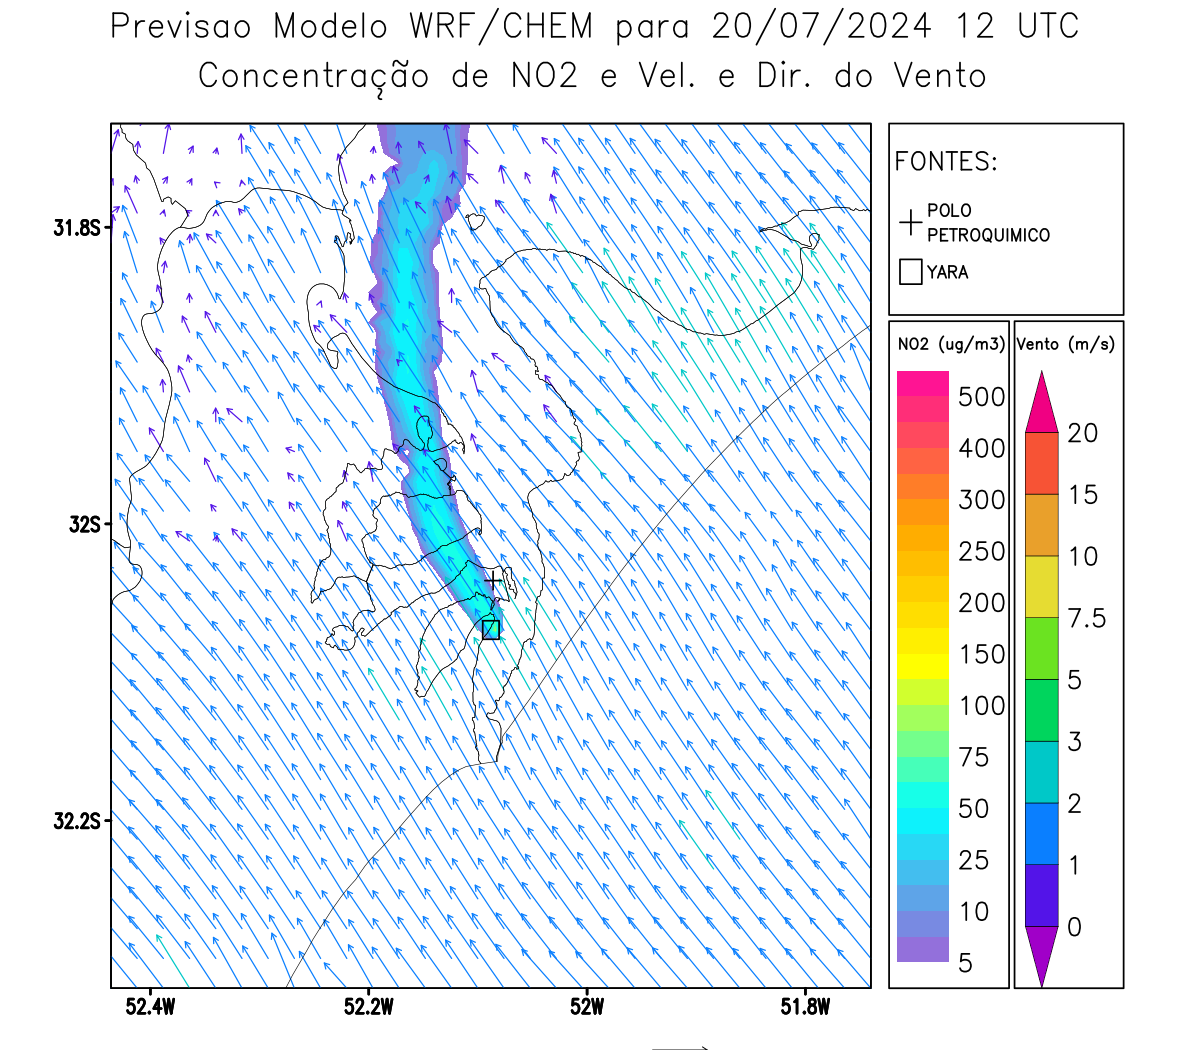 Previsao Modelo WRF/CHEM para 20/07/2024 12 UTC
Concentração de NO2 e Vel. e Dir. do Vento
FONTES:
POLO
PETROQUIMICO
YARA
NO2 (ug/m3)
500
400
300
250
200
150
100
75
50
25
10
5
Vento (m/s)
20
15
10
7.5
5
3
2
1
0
31.8S
32S
32.2S
52.4W
52.2W
52W
51.8W